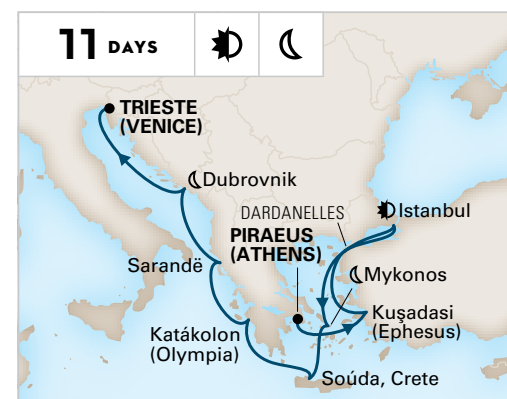 11 DAYS
TRIESTE
(VENICE)
Dubrovnik
DARDANELLES
Istanbul
PIRAEUS
(ATHENS)
Sarandë
Mykonos
Kuşadasi
(Ephesus)
Katákolon
(Olympia)
Soúda, Crete